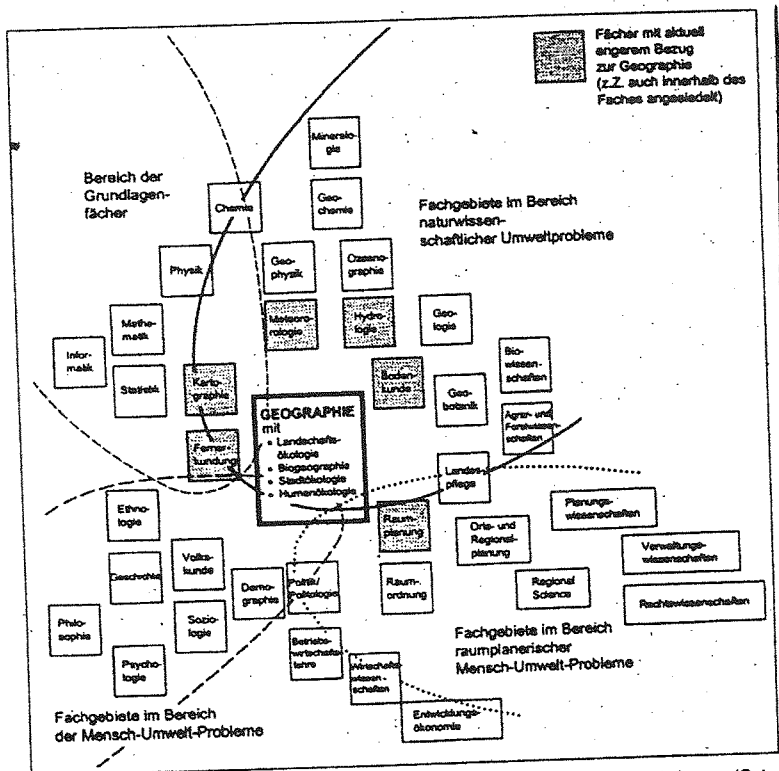 Fächer mit aktuell
engerem Bezug
zur Geographie
(z.Z. auch innerhalb des
Faches angesiedelt)
Mineralo-
gie
Bereich der
Grundlagen-
fächer
Chemie
Geo-
chemie
Fachgebiete im Bereich
naturwissen-
schaftlicher Umweltprobleme
Physik
Geo-
physik
Ozeano-
graphie
Mathe-
matik
Meteoro-
rologie
Hydro-
logie
Geo-
logie
Infor-
matik
Statistik
Karto-
graphie
Boden-
kunde
Geo-
botanik
Bio-
wissen-
schaften
Agrar- und
Forstwissen-
schaften
Ferner-
kundung
GEOGRAPHIE
mit
• Landschafts-
ökologie
• Biogeographie
• Stadtökologie
• Humanökologie
Landes-
pflege
Ethno-
logie
Raum-
planung
Orts- und
Regional-
planung
Planungs-
wissenschaften
Geschichte
Volks-
kunde
Demo-
graphie
Politik/
Politologie
Raum-
ordnung
Regional
Science
Verwaltungs-
wissenschaften
Rechtswissenschaften
Philo-
sophie
Sozio-
logie
Psycho-
logie
Betriebs-
wirtschafts-
lehre
Wirtschafts-
wissen-
schaften
Entwicklungs-
ökonomie
Fachgebiete im Bereich
raumplanerischer
Mensch-Umwelt-Probleme
Fachgebiete im Bereich
der Mensch-Umwelt-Probleme